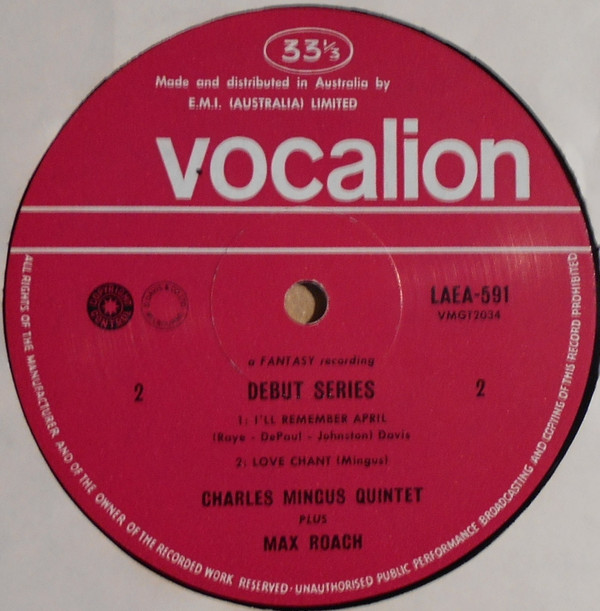 33⅓
Made and distributed in Australia by
E.M.I. (AUSTRALIA) LIMITED
vocalion
LAEA-591
VMGT2034
a FANTASY recording
2 DEBUT SERIES 2
1: I'LL REMEMBER APRIL
(Raye - DePaul - Johnston) Davis
2: LOVE CHANT (Mingus)
CHARLES MINGUS QUINTET
PLUS
MAX ROACH
ALL RIGHTS OF THE MANUFACTURER AND OF THE OWNER OF THE RECORDED WORK RESERVED · UNAUTHORISED PUBLIC PERFORMANCE BROADCASTING AND COPYING OF THIS RECORD PROHIBITED